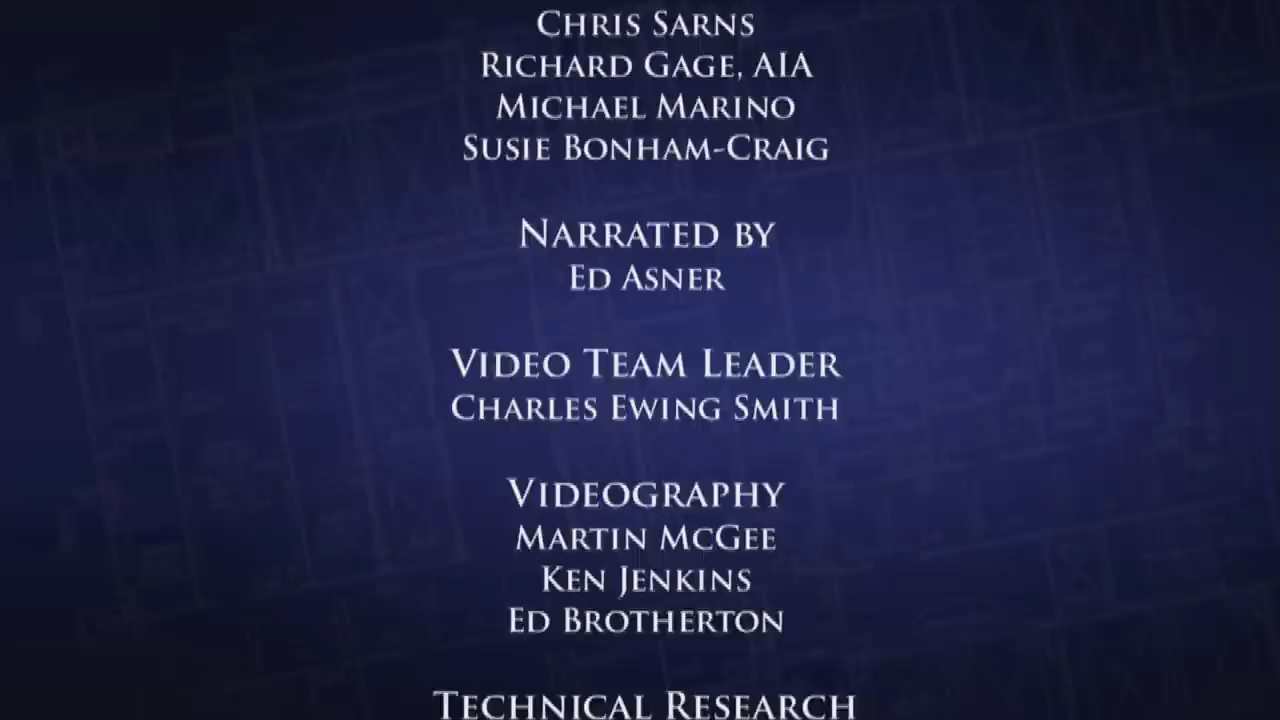 Chris Sarns
Richard Gage, AIA
Michael Marino
Susie Bonham-Craig
Narrated by
Ed Asner
Video Team Leader
Charles Ewing Smith
Videography
Martin McGee
Ken Jenkins
Ed Brotherton
Technical Research